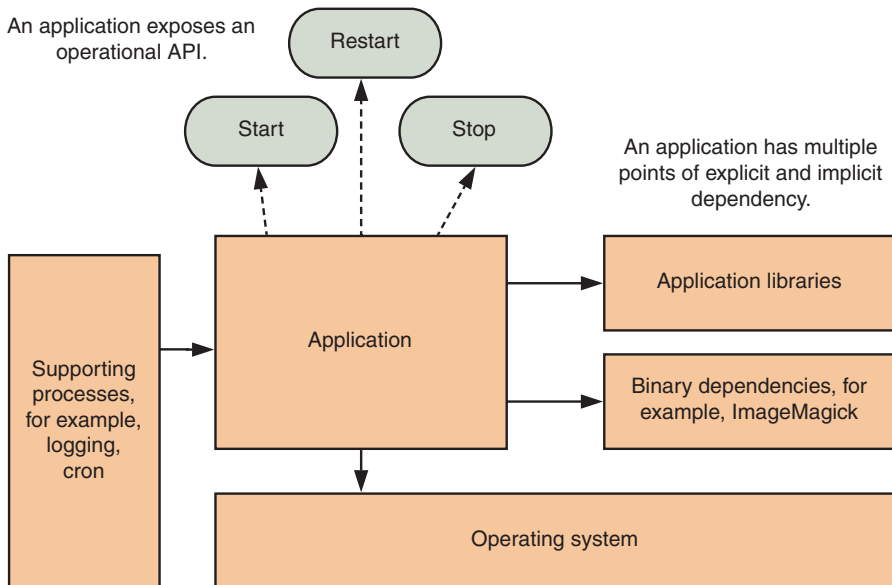 An application exposes an
operational API.
Restart
Start
Stop
An application has multiple
points of explicit and implicit
dependency.
Supporting
processes,
for example,
logging,
cron
Application
Application libraries
Binary dependencies, for
example, ImageMagick
Operating system